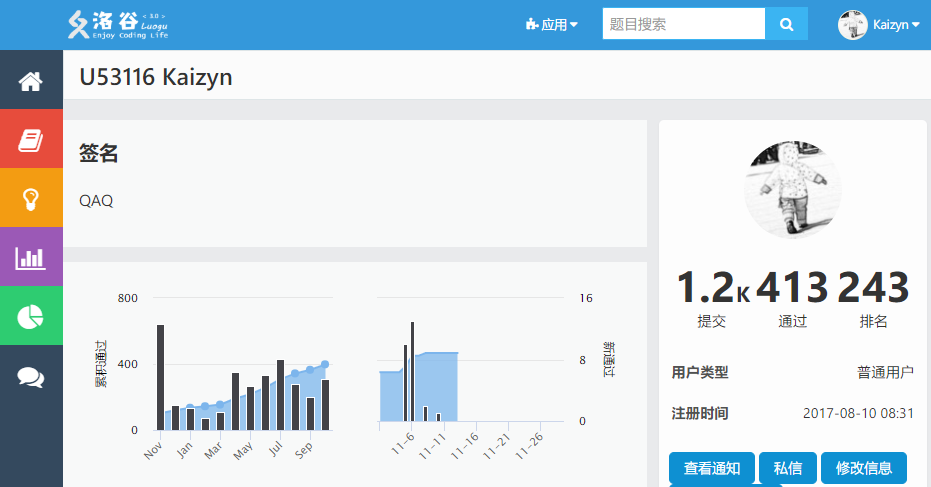 洛谷 < 3.0 > Luogu
Enjoy Coding Life
应用
题目搜索
Kaizyn
U53116 Kaizyn
签名
QAQ
800
400
0
累积通过
Nov
Jan
Mar
May
Jul
Sep
16
8
0
新通过
11-6
11-11
11-16
11-21
11-26
1.2K 413 243
提交 通过 排名
用户类型 普通用户
注册时间 2017-08-10 08:31
查看通知 私信 修改信息